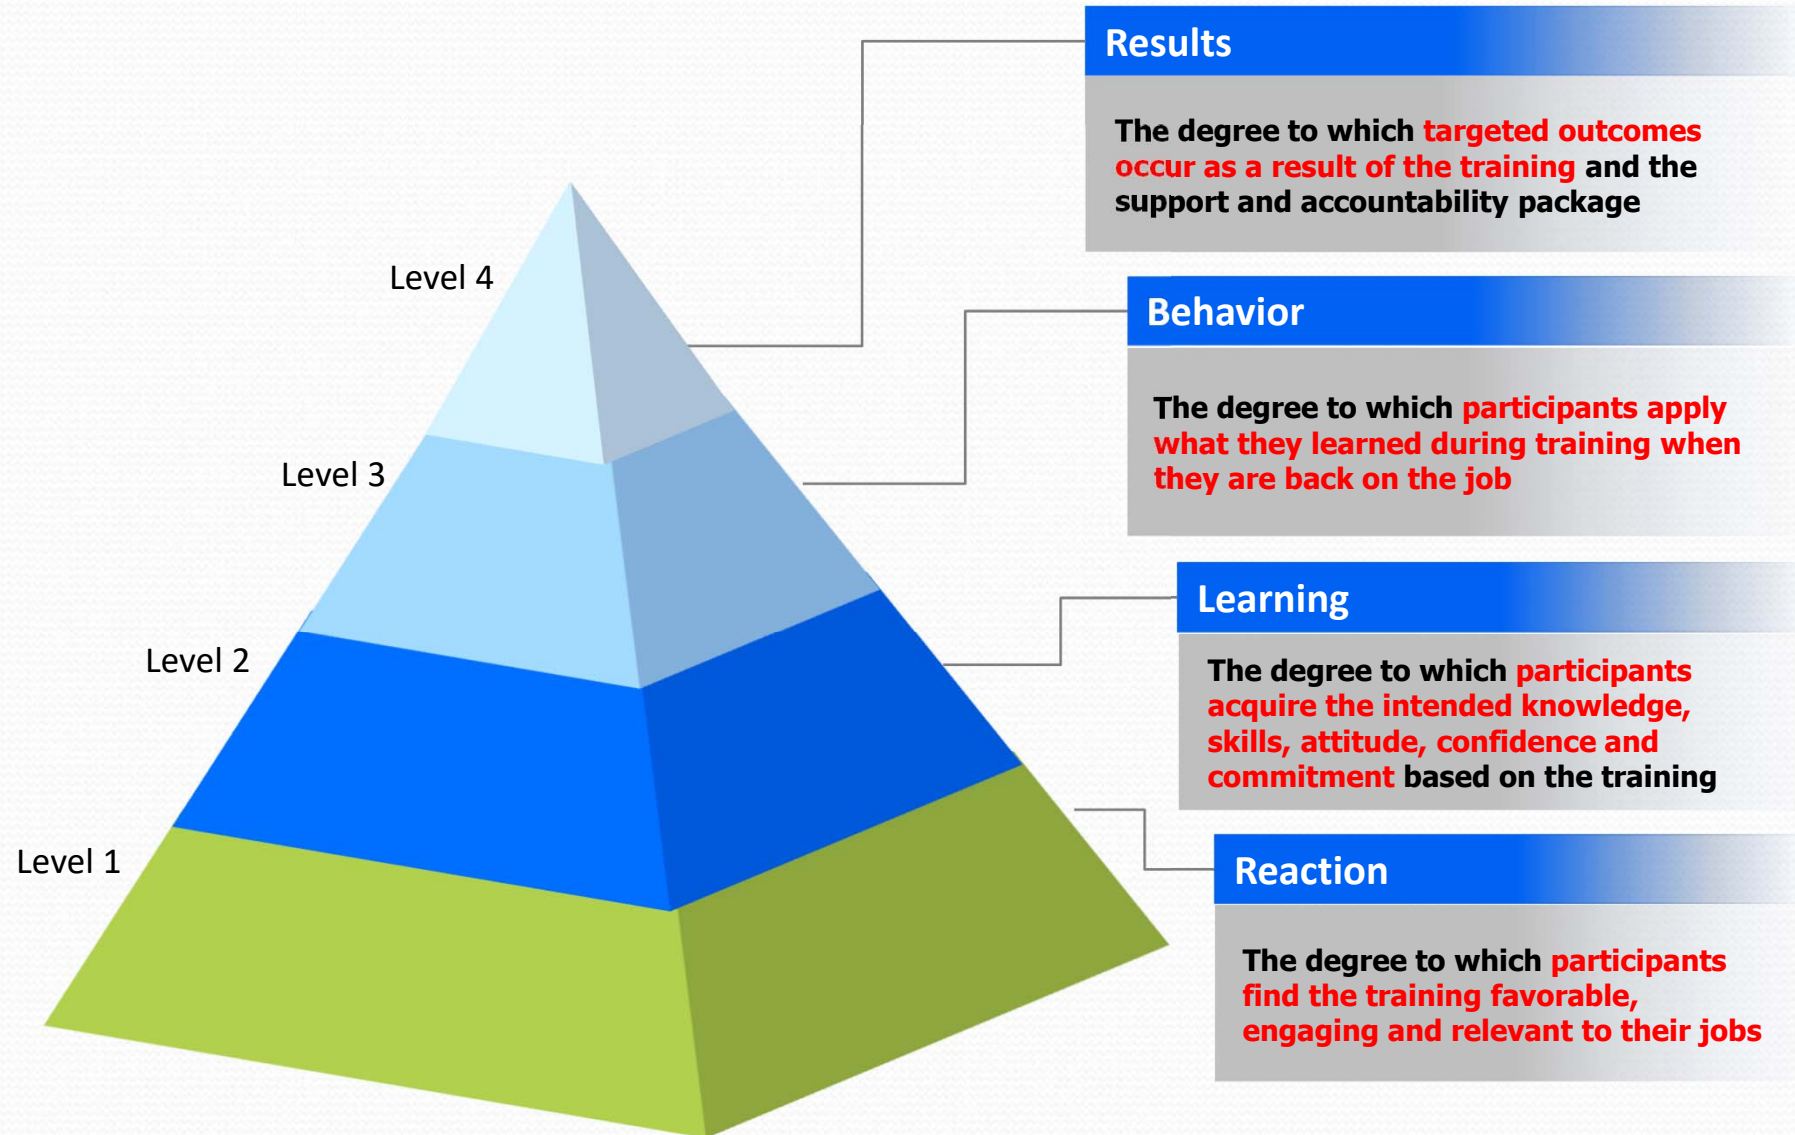 Results
The degree to which targeted outcomes
occur as a result of the training and the
support and accountability package
Level 4
Behavior
The degree to which participants apply
what they learned during training when
they are back on the job
Level 3
Learning
The degree to which participants
acquire the intended knowledge,
skills, attitude, confidence and
commitment based on the training
Level 2
Reaction
The degree to which participants
find the training favorable,
engaging and relevant to their jobs
Level 1